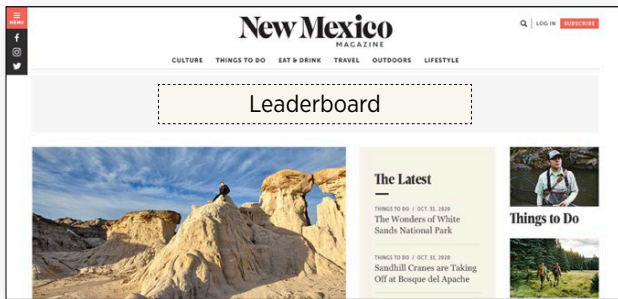 MENU
New Mexico
MAGAZINE
LOG IN
SUBSCRIBE
CULTURE THINGS TO DO EAT & DRINK TRAVEL OUTDOORS LIFESTYLE
Leaderboard
The Latest
THINGS TO DO / OCT. 31, 2020
The Wonders of White
Sands National Park
THINGS TO DO / OCT. 31, 2020
Sandhill Cranes are Taking
Off at Bosque del Apache
Things to Do